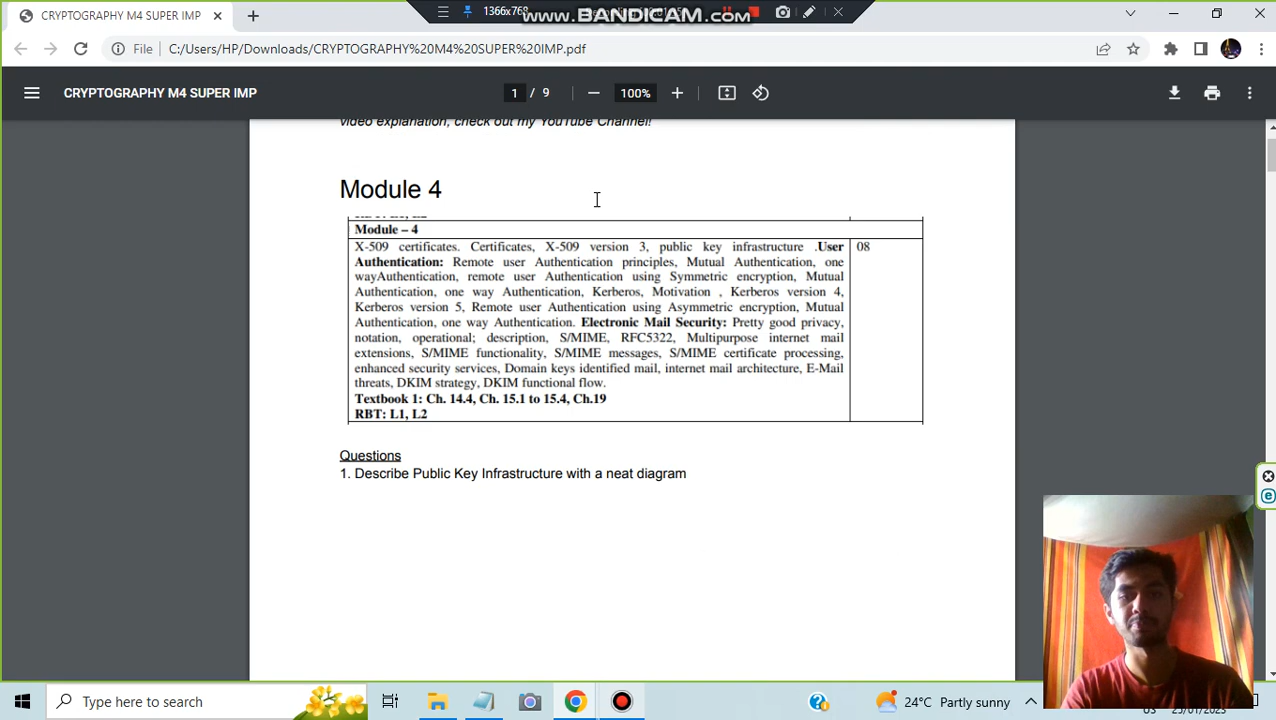 CRYPTOGRAPHY M4 SUPER IMP
1366x768
www.BANDICAM.com
File C:/Users/HP/Downloads/CRYPTOGRAPHY%20M4%20SUPER%20IMP.pdf
CRYPTOGRAPHY M4 SUPER IMP
1 / 9
100%
video explanation, check out my YouTube Channel!
Module 4
Module – 4
X-509 certificates. Certificates, X-509 version 3, public key infrastructure .User 08
Authentication: Remote user Authentication principles, Mutual Authentication, one
wayAuthentication, remote user Authentication using Symmetric encryption, Mutual
Authentication, one way Authentication, Kerberos, Motivation , Kerberos version 4,
Kerberos version 5, Remote user Authentication using Asymmetric encryption, Mutual
Authentication, one way Authentication. Electronic Mail Security: Pretty good privacy,
notation, operational; description, S/MIME, RFC5322, Multipurpose internet mail
extensions, S/MIME functionality, S/MIME messages, S/MIME certificate processing,
enhanced security services, Domain keys identified mail, internet mail architecture, E-Mail
threats, DKIM strategy, DKIM functional flow.
Textbook 1: Ch. 14.4, Ch. 15.1 to 15.4, Ch.19
RBT: L1, L2
Questions
1. Describe Public Key Infrastructure with a neat diagram
Type here to search
24°C Partly sunny